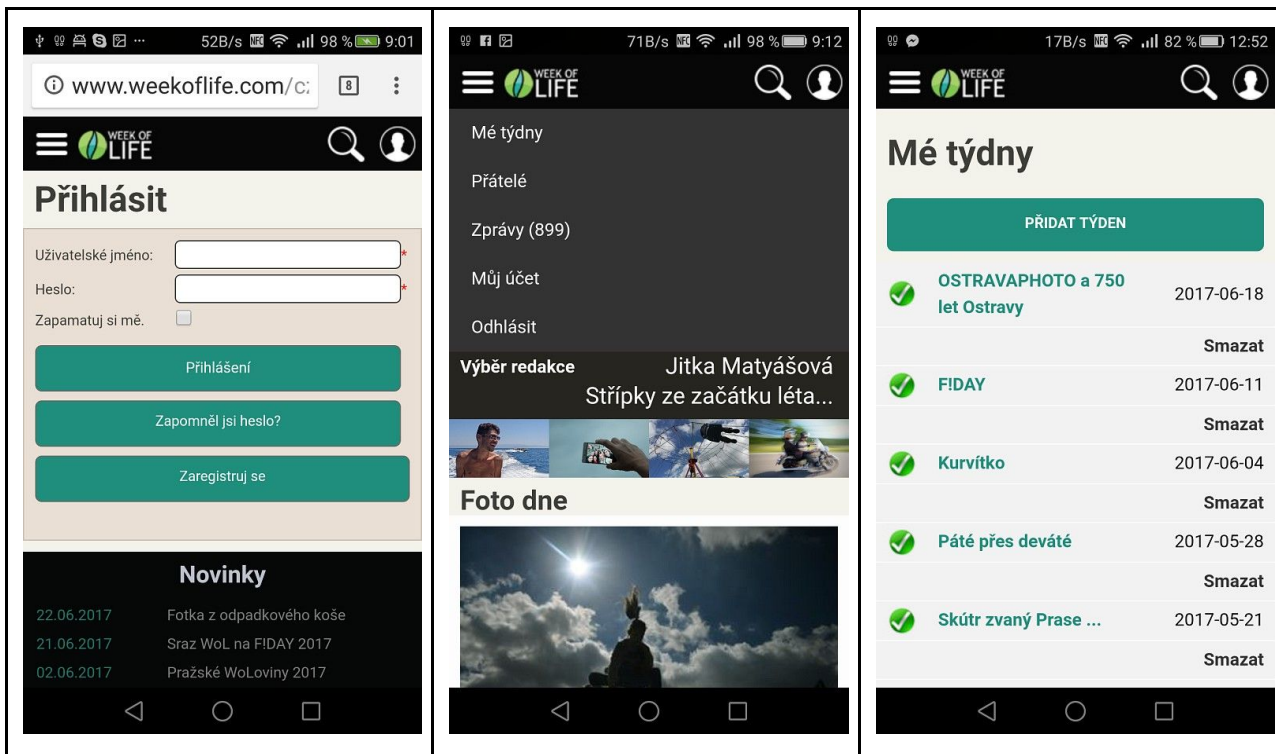 52B/s NFC 98 % 9:01
www.weekoflife.com/cz
8
WEEK OF
LIFE
Přihlásit
Uživatelské jméno: *
Heslo: *
Zapamatuj si mě.
Přihlášení
Zapomněl jsi heslo?
Zaregistruj se
Novinky
22.06.2017 Fotka z odpadkového koše
21.06.2017 Sraz WoL na F!DAY 2017
02.06.2017 Pražské WoLoviny 2017
71B/s NFC 98 % 9:12
WEEK OF
LIFE
Mé týdny
Přátelé
Zprávy (899)
Můj účet
Odhlásit
Výběr redakce Jitka Matyášová
Střípky ze začátku léta...
Foto dne
17B/s NFC 82 % 12:52
WEEK OF
LIFE
Mé týdny
PŘIDAT TÝDEN
OSTRAVAPHOTO a 750
let Ostravy 2017-06-18
Smazat
F!DAY 2017-06-11
Smazat
Kurvítko 2017-06-04
Smazat
Páté přes deváté 2017-05-28
Smazat
Skútr zvaný Prase ... 2017-05-21
Smazat